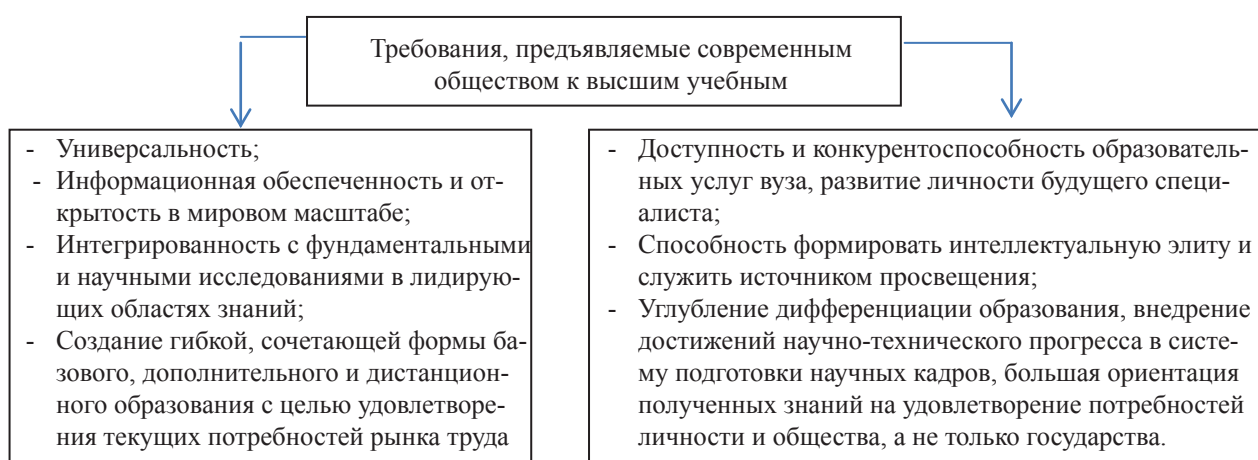 Требования, предъявляемые современным
обществом к высшим учебным
- Универсальность;
- Информационная обеспеченность и от-
крытость в мировом масштабе;
- Интегрированность с фундаментальными
и научными исследованиями в лидирую-
щих областях знаний;
- Создание гибкой, сочетающей формы ба-
зового, дополнительного и дистанцион-
ного образования с целью удовлетворе-
ния текущих потребностей рынка труда
- Доступность и конкурентоспособность образователь-
ных услуг вуза, развитие личности будущего специ-
алиста;
- Способность формировать интеллектуальную элиту и
служить источником просвещения;
- Углубление дифференциации образования, внедрение
достижений научно-технического прогресса в систе-
му подготовки научных кадров, большая ориентация
полученных знаний на удовлетворение потребностей
личности и общества, а не только государства.